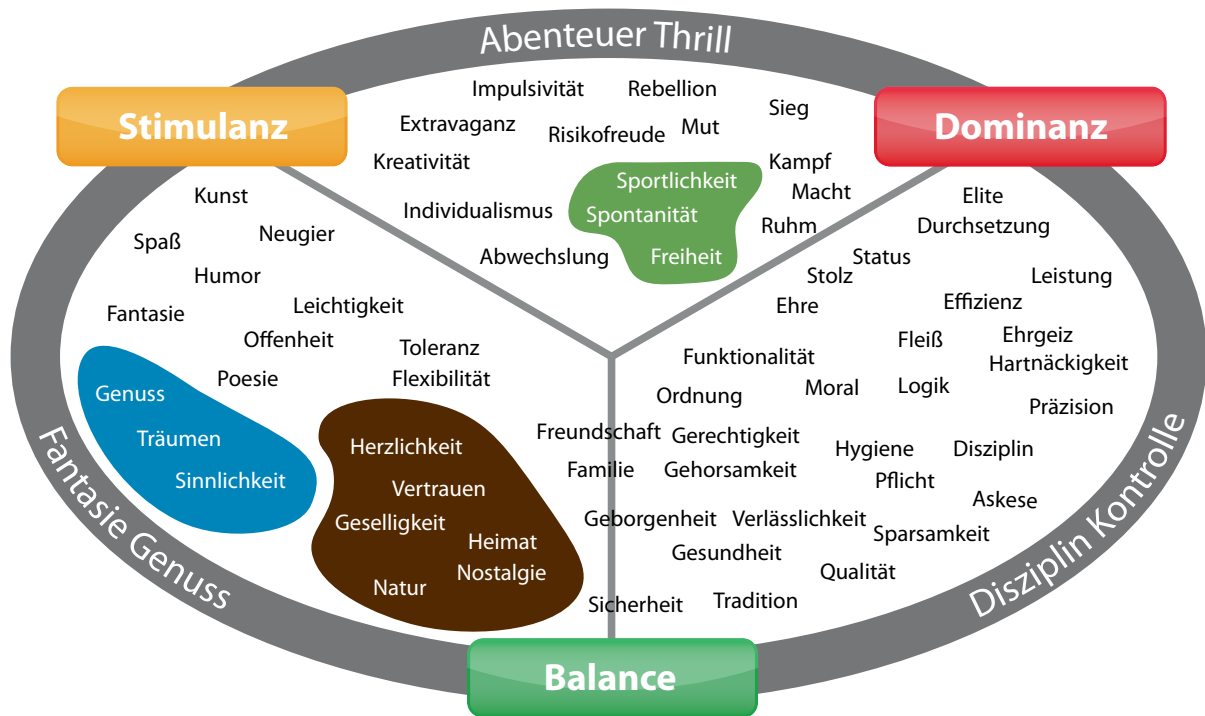 Abenteuer Thrill
Stimulanz
Dominanz
Balance
Fantasie Genuss
Disziplin Kontrolle
Impulsivität
Rebellion
Sieg
Extravaganz
Risikofreude
Mut
Kreativität
Kampf
Sportlichkeit
Macht
Individualismus
Spontanität
Ruhm
Abwechslung
Freiheit
Kunst
Spaß
Neugier
Humor
Fantasie
Leichtigkeit
Offenheit
Toleranz
Poesie
Flexibilität
Genuss
Träumen
Sinnlichkeit
Herzlichkeit
Vertrauen
Geselligkeit
Heimat
Natur
Nostalgie
Freundschaft
Familie
Geborgenheit
Sicherheit
Elite
Durchsetzung
Status
Stolz
Leistung
Ehre
Effizienz
Fleiß
Ehrgeiz
Funktionalität
Hartnäckigkeit
Ordnung
Moral
Logik
Präzision
Gerechtigkeit
Hygiene
Disziplin
Gehorsamkeit
Pflicht
Askese
Verlässlichkeit
Sparsamkeit
Gesundheit
Qualität
Tradition